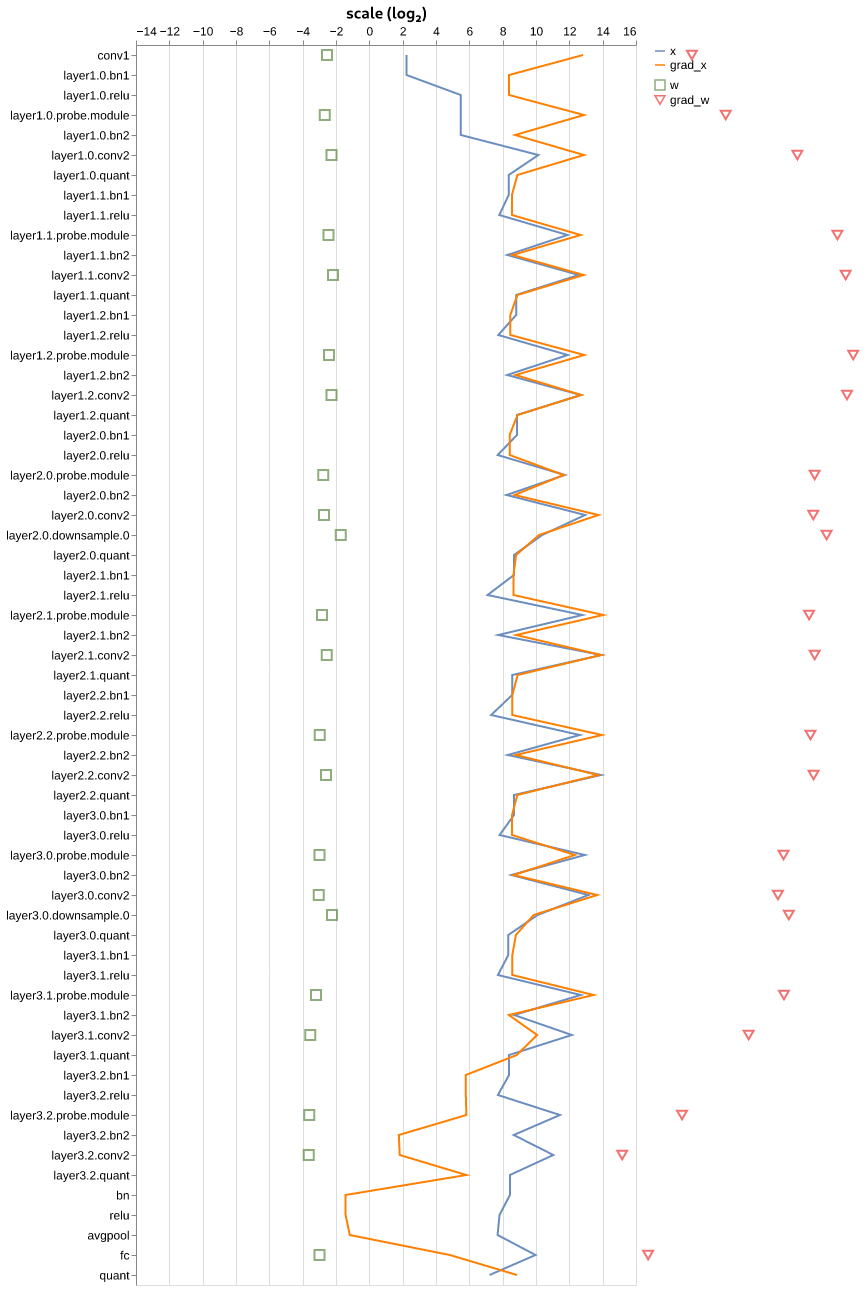 scale (log₂)
−14 −12 −10 −8 −6 −4 −2 0 2 4 6 8 10 12 14 16
x
grad_x
w
grad_w
conv1
layer1.0.bn1
layer1.0.relu
layer1.0.probe.module
layer1.0.bn2
layer1.0.conv2
layer1.0.quant
layer1.1.bn1
layer1.1.relu
layer1.1.probe.module
layer1.1.bn2
layer1.1.conv2
layer1.1.quant
layer1.2.bn1
layer1.2.relu
layer1.2.probe.module
layer1.2.bn2
layer1.2.conv2
layer1.2.quant
layer2.0.bn1
layer2.0.relu
layer2.0.probe.module
layer2.0.bn2
layer2.0.conv2
layer2.0.downsample.0
layer2.0.quant
layer2.1.bn1
layer2.1.relu
layer2.1.probe.module
layer2.1.bn2
layer2.1.conv2
layer2.1.quant
layer2.2.bn1
layer2.2.relu
layer2.2.probe.module
layer2.2.bn2
layer2.2.conv2
layer2.2.quant
layer3.0.bn1
layer3.0.relu
layer3.0.probe.module
layer3.0.bn2
layer3.0.conv2
layer3.0.downsample.0
layer3.0.quant
layer3.1.bn1
layer3.1.relu
layer3.1.probe.module
layer3.1.bn2
layer3.1.conv2
layer3.1.quant
layer3.2.bn1
layer3.2.relu
layer3.2.probe.module
layer3.2.bn2
layer3.2.conv2
layer3.2.quant
bn
relu
avgpool
fc
quant